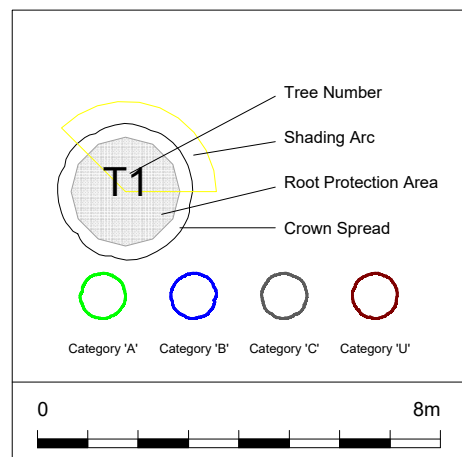 Tree Number
Shading Arc
T1
Root Protection Area
Crown Spread
Category 'A' Category 'B' Category 'C' Category 'U'
0 8m